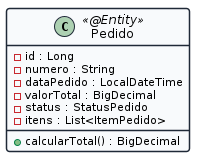 C
«@Entity»
Pedido
id : Long
numero : String
dataPedido : LocalDateTime
valorTotal : BigDecimal
status : StatusPedido
itens : List<ItemPedido>
calcularTotal() : BigDecimal